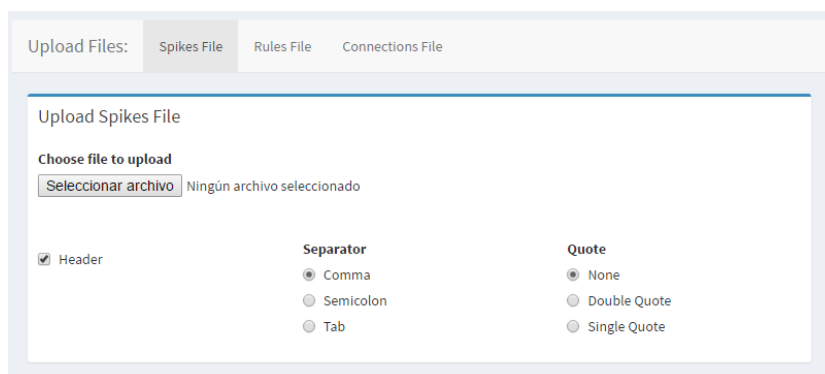 Upload Files: Spikes File Rules File Connections File
Upload Spikes File
Choose file to upload
Seleccionar archivo Ningún archivo seleccionado
Header
Separator
Comma
Semicolon
Tab
Quote
None
Double Quote
Single Quote